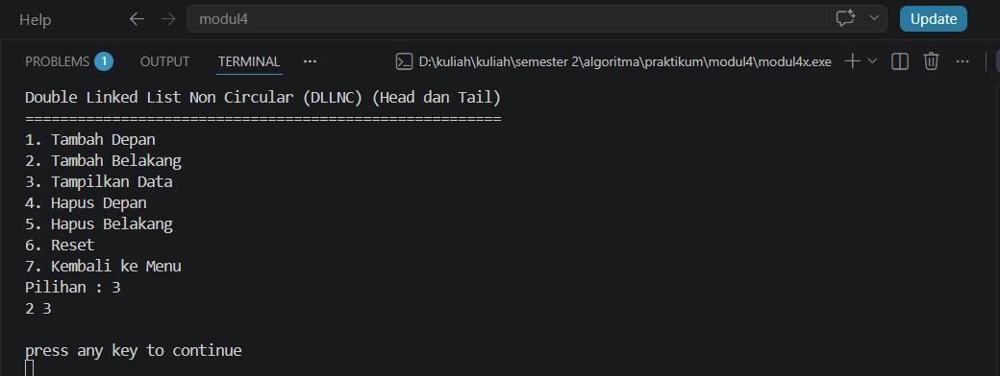 Help modul4 Update
PROBLEMS 1 OUTPUT TERMINAL ... D:\kuliah\kuliah\semester 2\algoritma\praktikum\modul4\modul4x.exe
Double Linked List Non Circular (DLLNC) (Head dan Tail)
=======================================================
1. Tambah Depan
2. Tambah Belakang
3. Tampilkan Data
4. Hapus Depan
5. Hapus Belakang
6. Reset
7. Kembali ke Menu
Pilihan : 3
2 3
press any key to continue